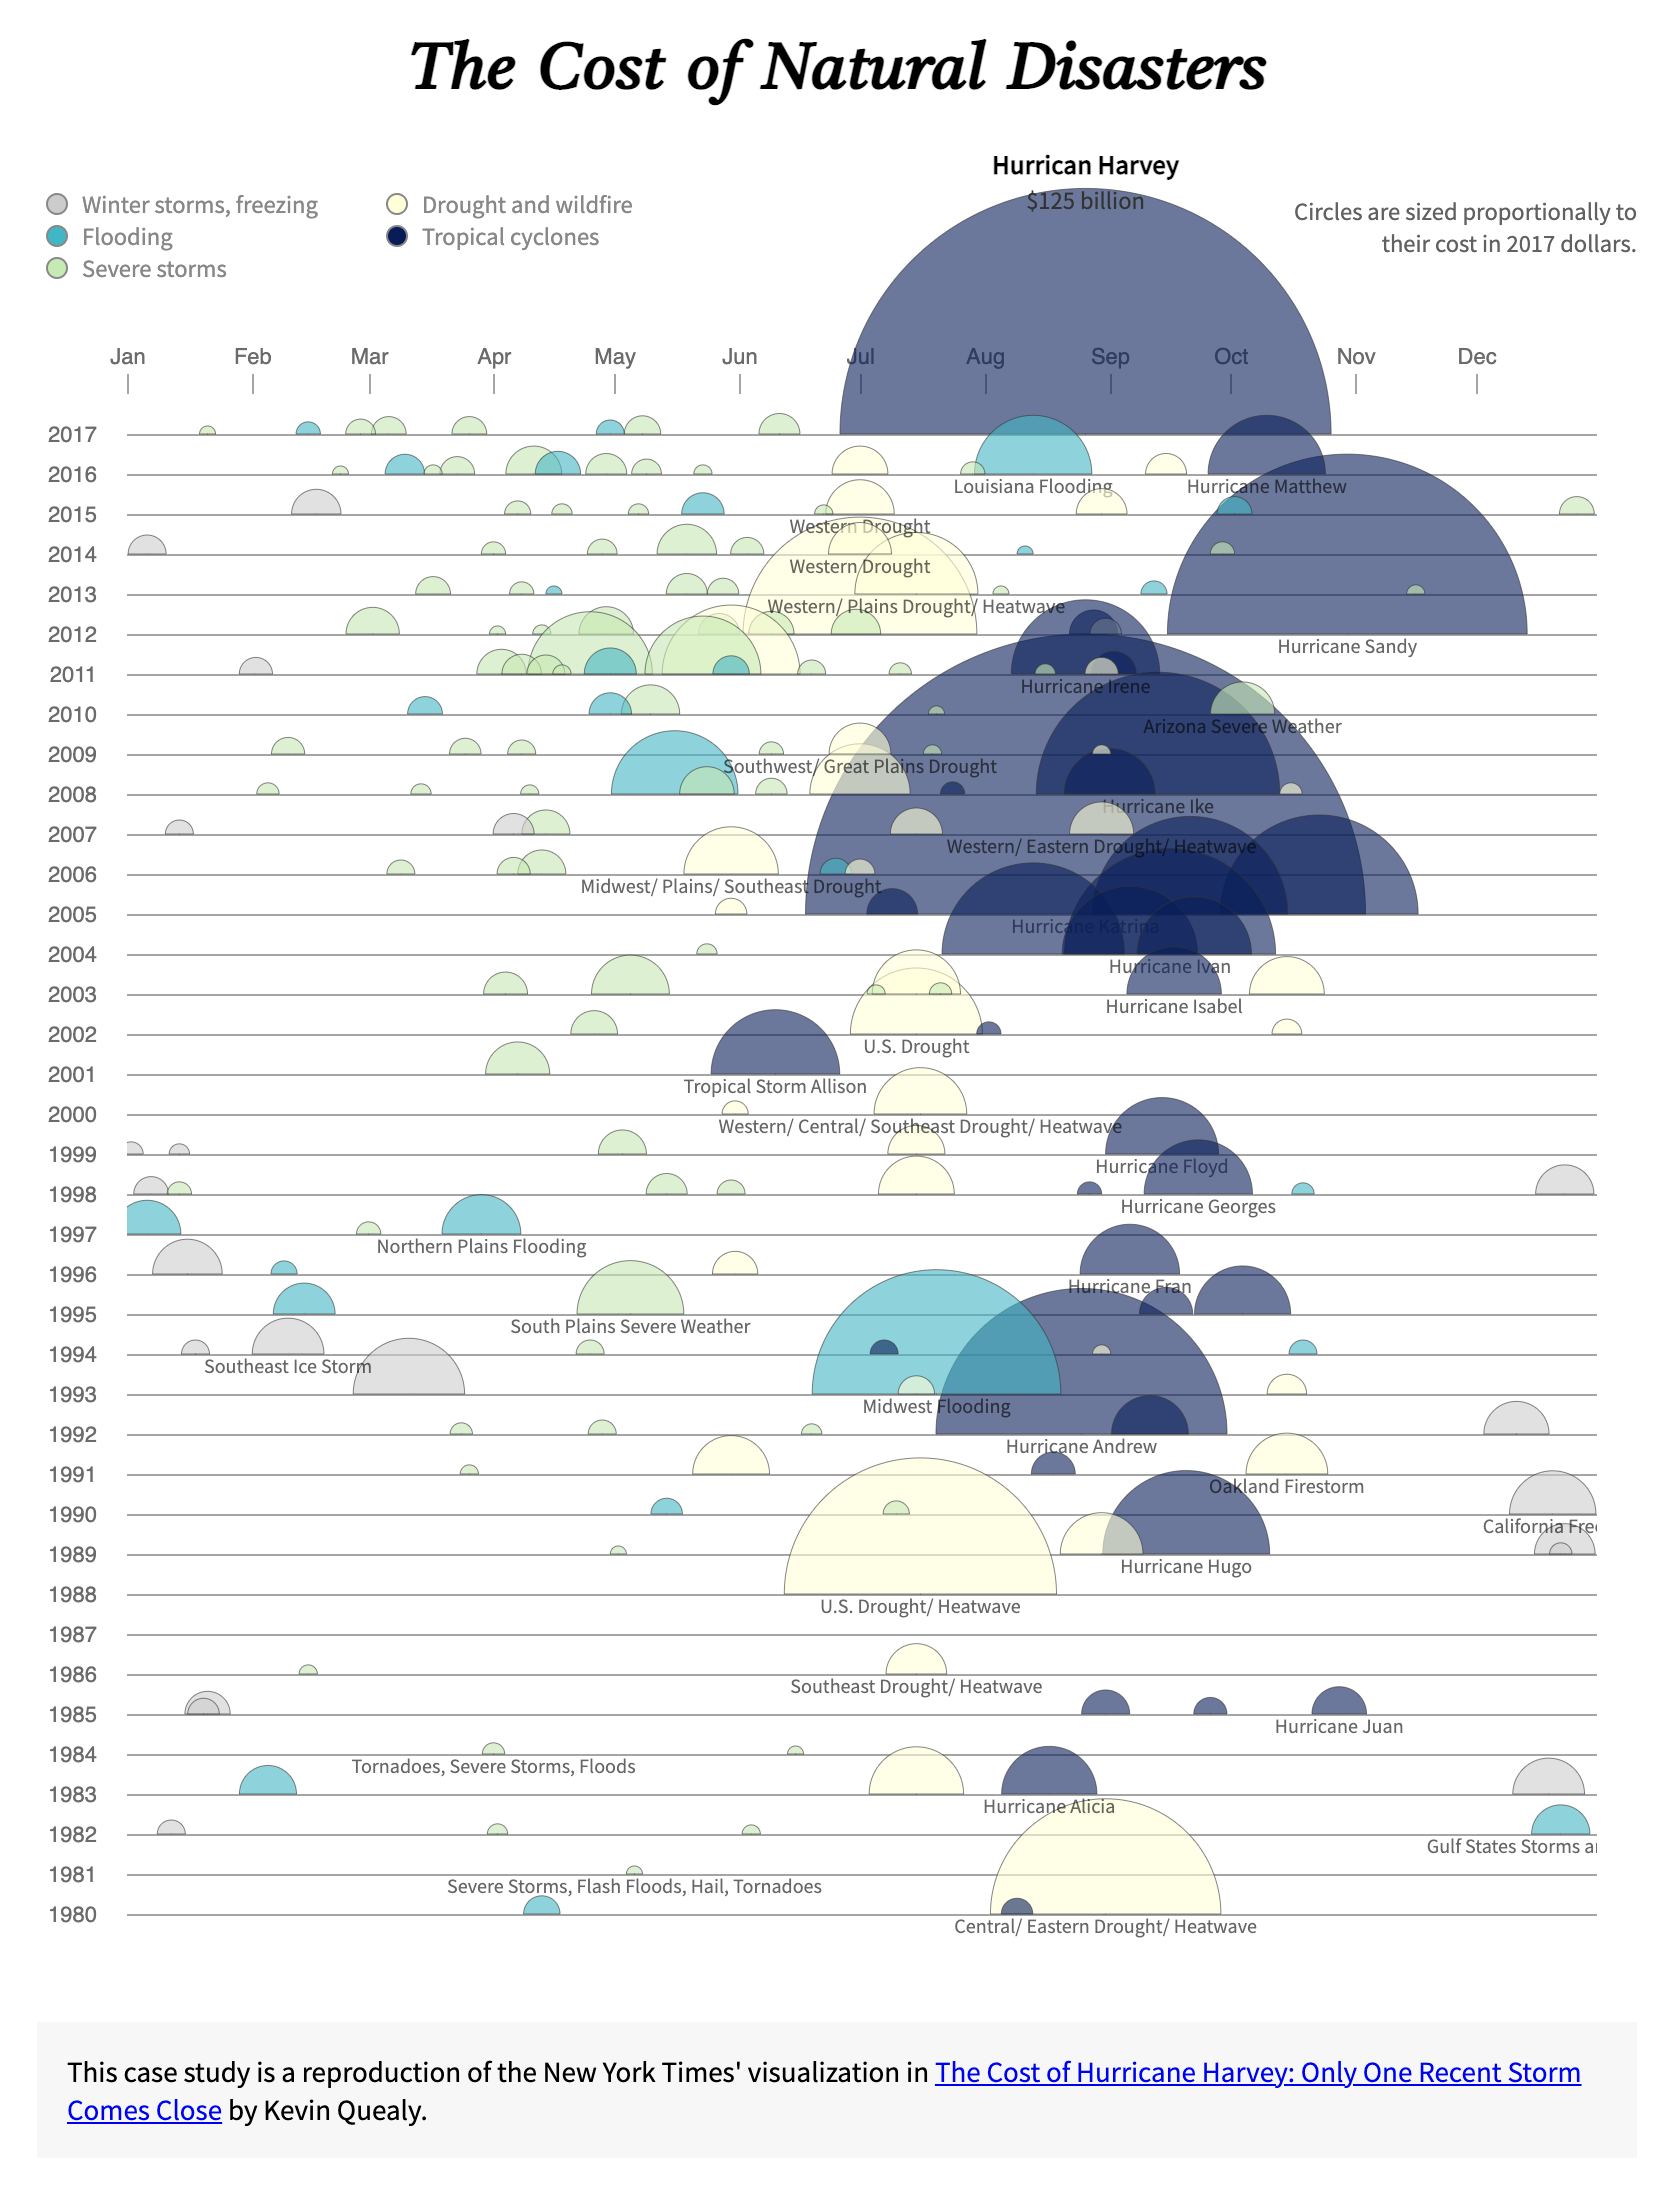 The Cost of Natural Disasters
Hurrican Harvey
$125 billion
Winter storms, freezing
Flooding
Severe storms
Drought and wildfire
Tropical cyclones
Circles are sized proportionally to
their cost in 2017 dollars.
Jan Feb Mar Apr May Jun Jul Aug Sep Oct Nov Dec
2017
2016
Louisiana Flooding
Hurricane Matthew
2015
Western Drought
2014
Western Drought
2013
Western/ Plains Drought/ Heatwave
2012
Hurricane Sandy
2011
Hurricane Irene
2010
Arizona Severe Weather
2009
Southwest/ Great Plains Drought
2008
Hurricane Ike
2007
Western/ Eastern Drought/ Heatwave
2006
Midwest/ Plains/ Southeast Drought
2005
Hurricane Katrina
2004
Hurricane Ivan
2003
Hurricane Isabel
2002
U.S. Drought
2001
Tropical Storm Allison
2000
Western/ Central/ Southeast Drought/ Heatwave
1999
Hurricane Floyd
1998
Hurricane Georges
1997
Northern Plains Flooding
1996
Hurricane Fran
1995
South Plains Severe Weather
1994
Southeast Ice Storm
1993
Midwest Flooding
1992
Hurricane Andrew
1991
Oakland Firestorm
1990
California Fre
1989
Hurricane Hugo
1988
U.S. Drought/ Heatwave
1987
1986
Southeast Drought/ Heatwave
1985
Hurricane Juan
1984
Tornadoes, Severe Storms, Floods
1983
Hurricane Alicia
1982
Gulf States Storms a
1981
Severe Storms, Flash Floods, Hail, Tornadoes
1980
Central/ Eastern Drought/ Heatwave
This case study is a reproduction of the New York Times' visualization in The Cost of Hurricane Harvey: Only One Recent Storm
Comes Close by Kevin Quealy.